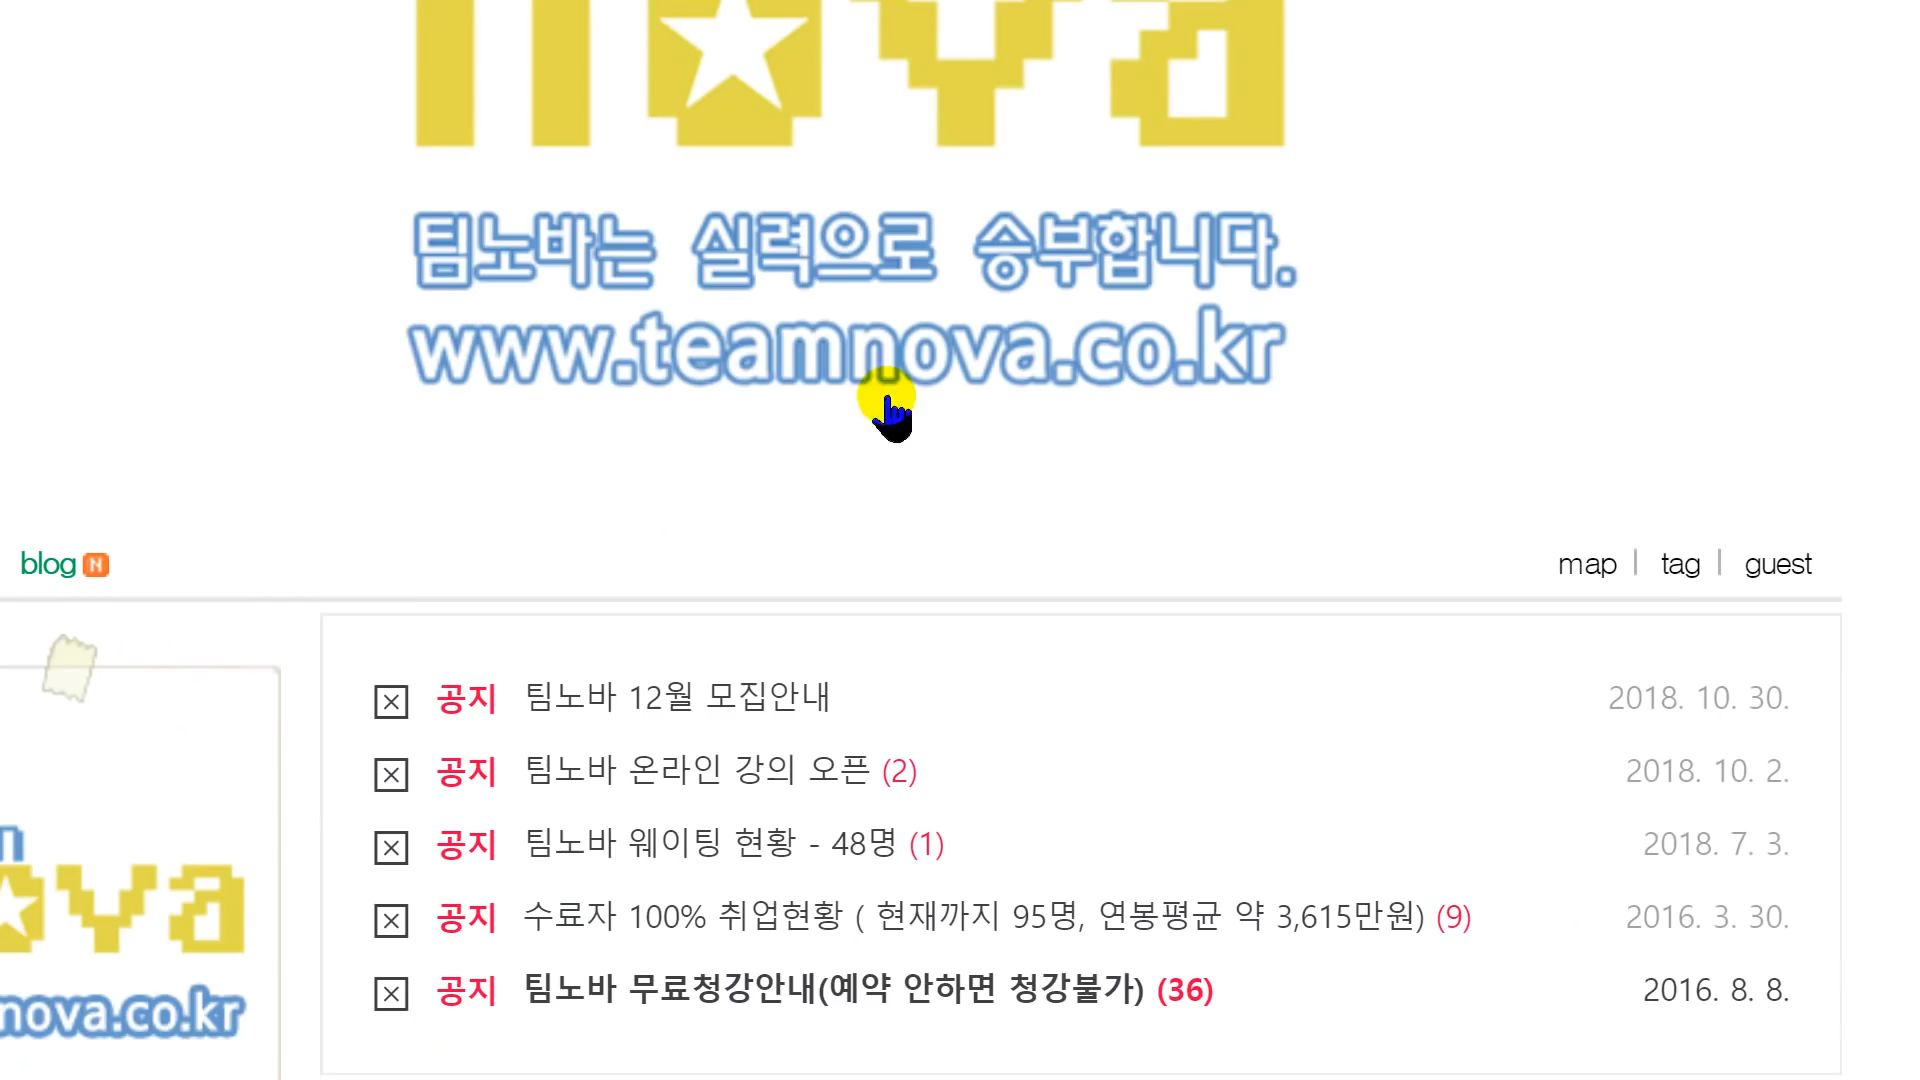 nova
팀노바는 실력으로 승부합니다.
www.teamnova.co.kr
blog N
map | tag | guest
공지 팀노바 12월 모집안내 2018. 10. 30.
공지 팀노바 온라인 강의 오픈 (2) 2018. 10. 2.
공지 팀노바 웨이팅 현황 - 48명 (1) 2018. 7. 3.
공지 수료자 100% 취업현황 ( 현재까지 95명, 연봉평균 약 3,615만원) (9) 2016. 3. 30.
공지 팀노바 무료청강안내(예약 안하면 청강불가) (36) 2016. 8. 8.
ova
nova.co.kr